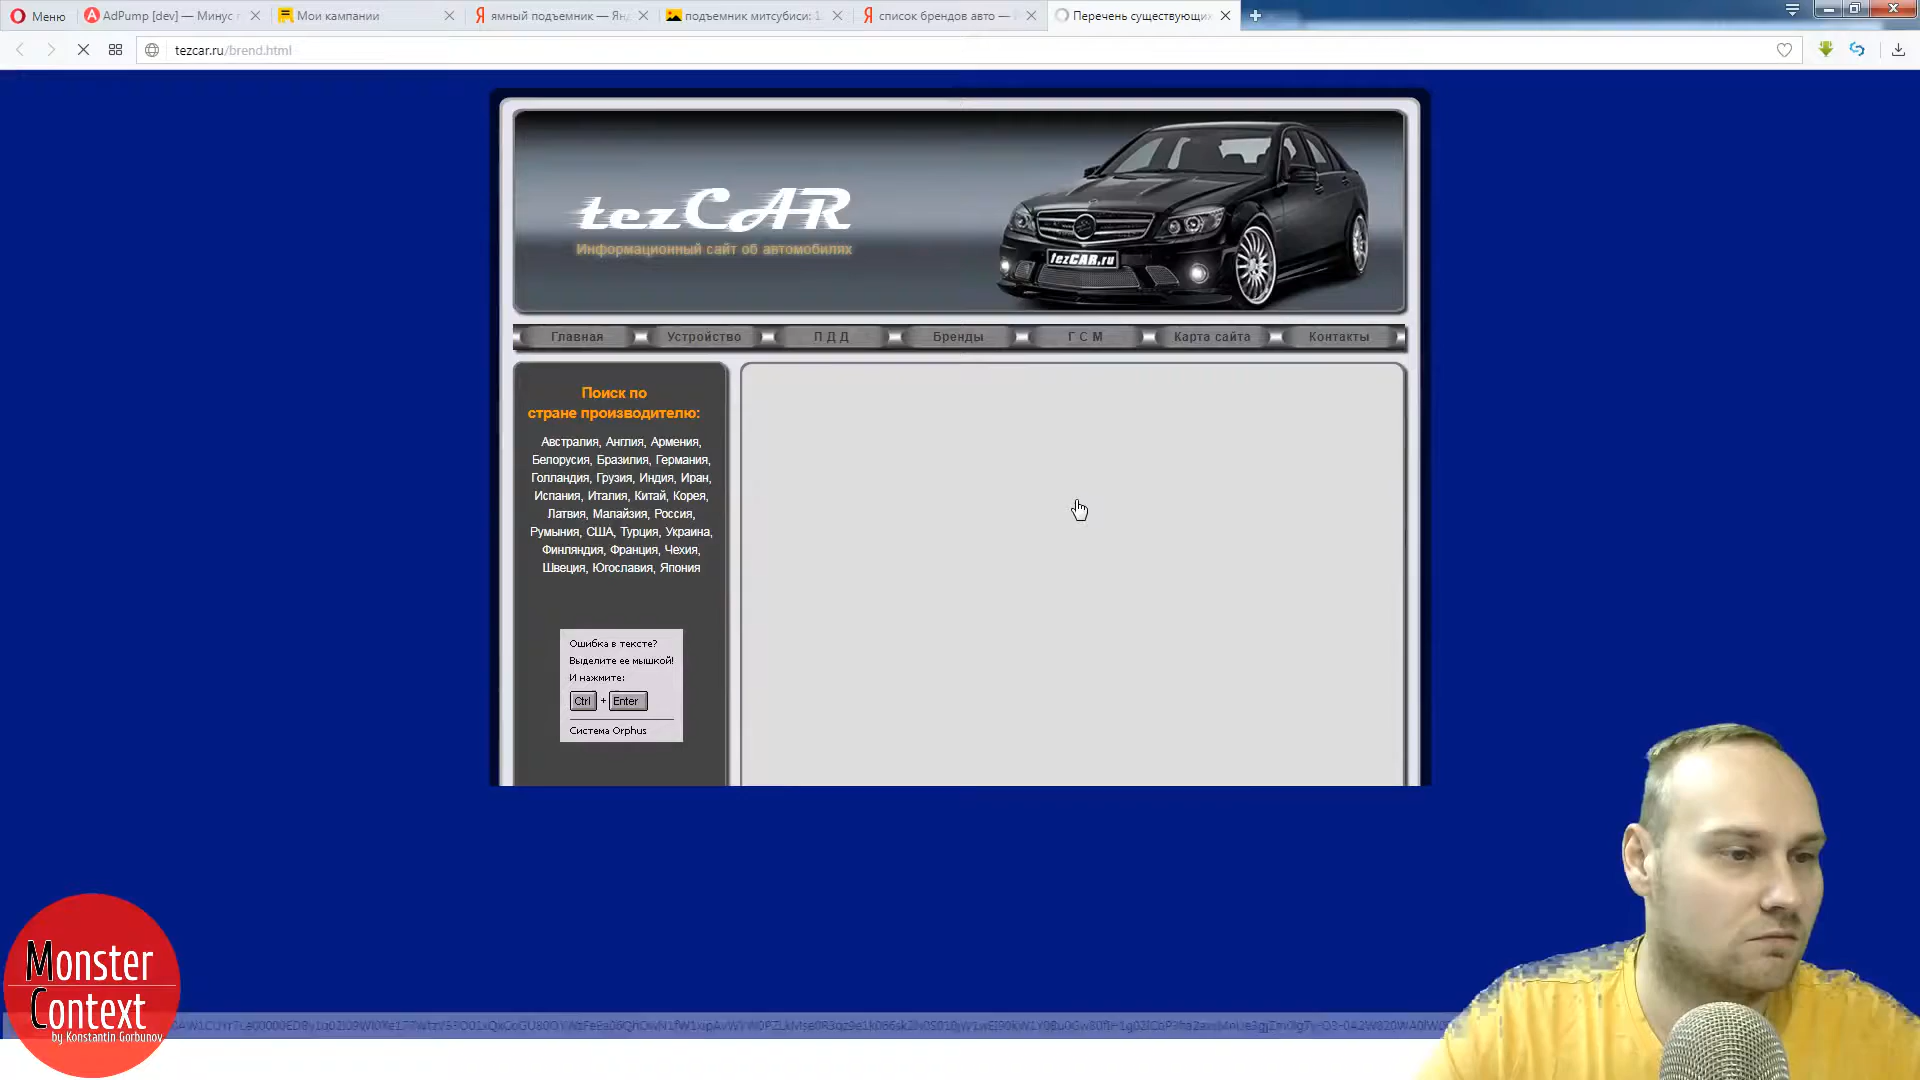 Меню
AdPump [dev] — Минус
Мои кампании
ямный подъемник — Ян
подъемник митсубиси: 1
список брендов авто —
Перечень существующих
tezcar.ru/brend.html
tezCAR
Информационный сайт об автомобилях
tezCAR.ru
Главная
Устройство
П Д Д
Бренды
Г С М
Карта сайта
Контакты
Поиск по
стране производителю:
Австралия, Англия, Армения,
Белорусия, Бразилия, Германия,
Голландия, Грузия, Индия, Иран,
Испания, Италия, Китай, Корея,
Латвия, Малайзия, Россия,
Румыния, США, Турция, Украина,
Финляндия, Франция, Чехия,
Швеция, Югославия, Япония
Ошибка в тексте?
Выделите ее мышкой!
И нажмите:
Ctrl + Enter
Система Orphus
Monster
Context
by Konstantin Gorbunov